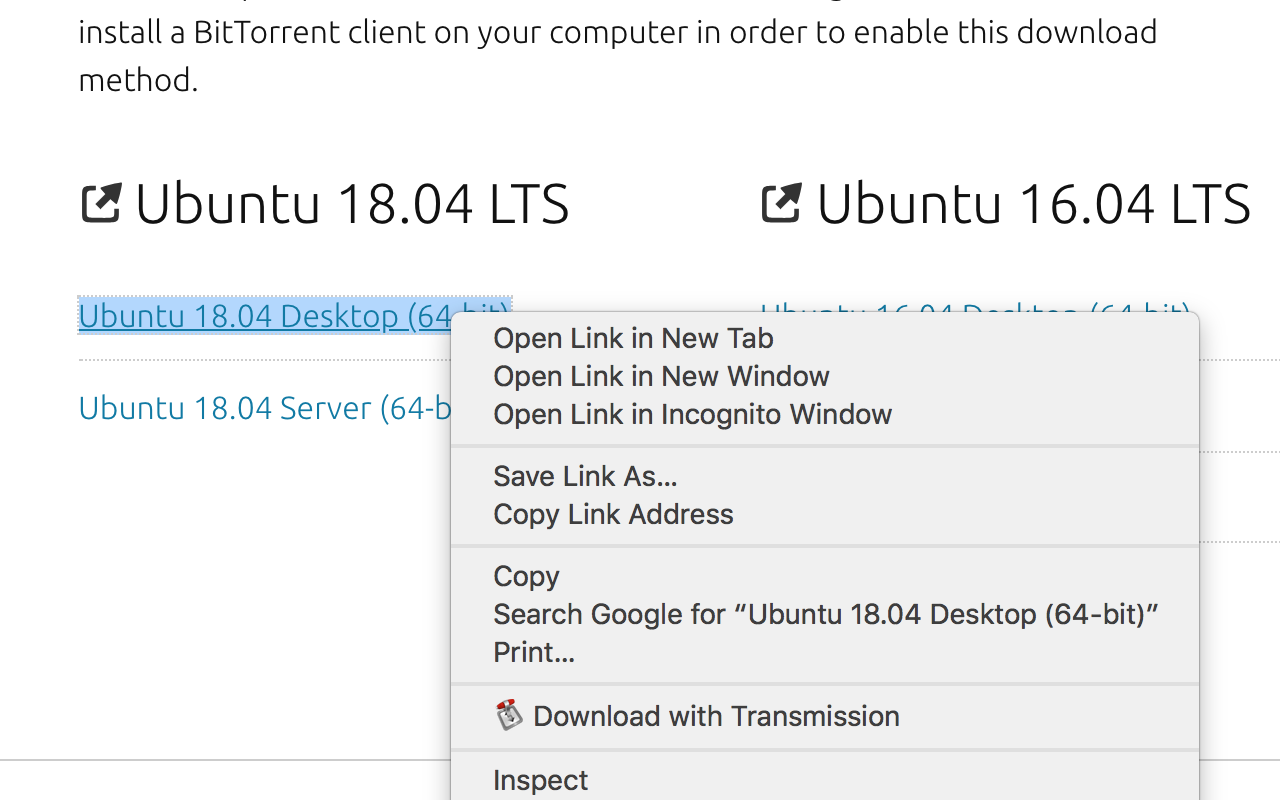 install a BitTorrent client on your computer in order to enable this download
method.
Ubuntu 18.04 LTS
Ubuntu 16.04 LTS
Ubuntu 18.04 Desktop (64-bit)
Ubuntu 16.04 Desktop (64-bit)
Ubuntu 18.04 Server (64-b
Open Link in New Tab
Open Link in New Window
Open Link in Incognito Window
Save Link As...
Copy Link Address
Copy
Search Google for “Ubuntu 18.04 Desktop (64-bit)”
Print...
Download with Transmission
Inspect